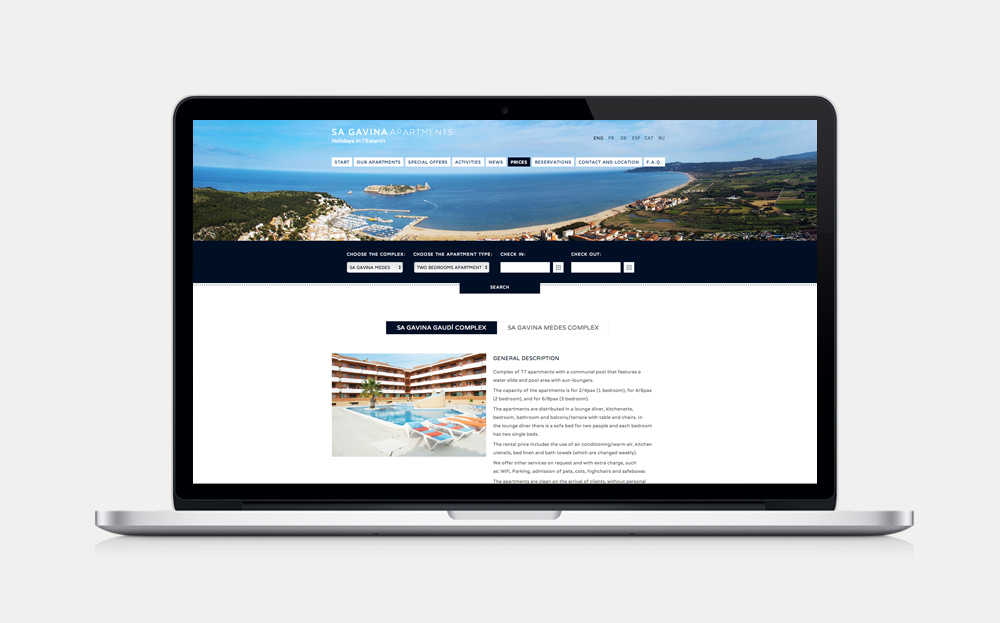 SA GAVINA APARTMENTS
Holidays in l'Estartit
ENG FR DE ESP CAT RU
START OUR APARTMENTS SPECIAL OFFERS ACTIVITIES NEWS PRICES RESERVATIONS CONTACT AND LOCATION F.A.Q.
CHOOSE THE COMPLEX: CHOOSE THE APARTMENT TYPE: CHECK IN: CHECK OUT:
SA GAVINA MEDES TWO BEDROOMS APARTMENT
SEARCH
SA GAVINA GAUDÍ COMPLEX SA GAVINA MEDES COMPLEX
GENERAL DESCRIPTION
Complex of 77 apartments with a communal pool that features a
water slide and pool area with sun-loungers.
The capacity of the apartments is for 2/4pax (1 bedroom), for 4/6pax
(2 bedroom), and for 6/8pax (3 bedroom).
The apartments are distributed in a lounge diner, kitchenette,
bedroom, bathroom and balcony/terrace with table and chairs. In
the lounge diner there is a sofa bed for two people and each bedroom
has two single beds.
The rental price includes the use of air conditioning/warm air, kitchen
utensils, bed linen and bath towels (which are changed weekly).
We offer other services on request and with extra charge, such
as: Wifi, Parking, admission of pets, cots, highchairs and safeboxes
The apartments are clean on the arrival of clients, without personal